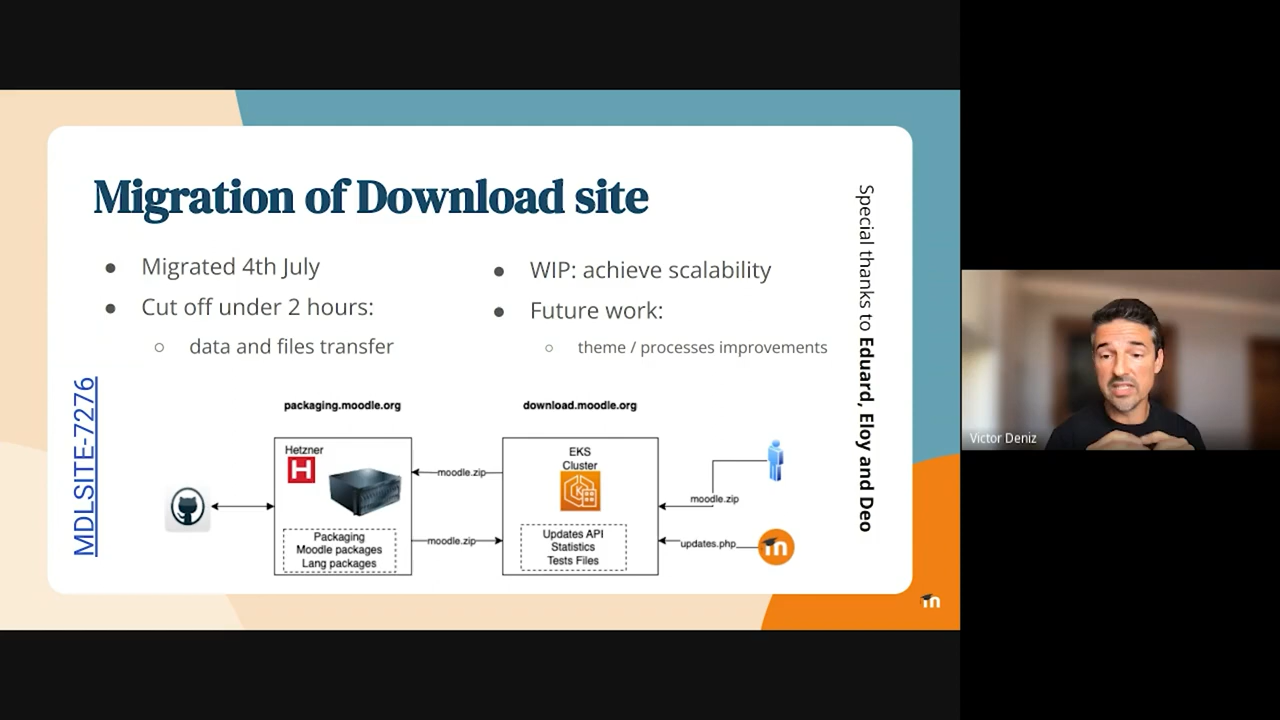 Migration of Download site
● Migrated 4th July
● Cut off under 2 hours:
○ data and files transfer
● WIP: achieve scalability
● Future work:
○ theme / processes improvements
Special thanks to Eduard, Eloy and Deo
MDLSITE-7276
packaging.moodle.org
Hetzner
H
Packaging
Moodle packages
Lang packages
moodle.zip
moodle.zip
download.moodle.org
EKS
Cluster
Updates API
Statistics
Tests Files
moodle.zip
updates.php
m
m
Victor Deniz